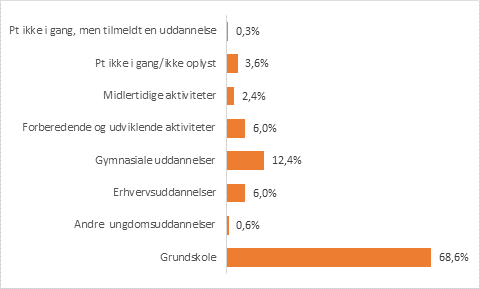 Pt ikke i gang, men tilmeldt en uddannelse 0,3%
Pt ikke i gang/ikke oplyst 3,6%
Midlertidige aktiviteter 2,4%
Forberedende og udviklende aktiviteter 6,0%
Gymnasiale uddannelser 12,4%
Erhvervsuddannelser 6,0%
Andre ungdomsuddannelser 0,6%
Grundskole 68,6%